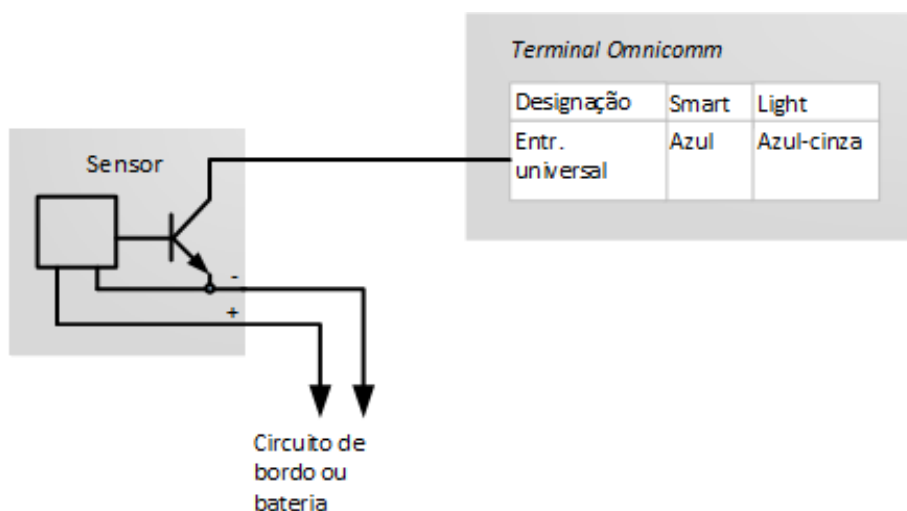 Terminal Omnicomm
Designação Smart Light
Entr. Azul Azul-cinza
universal
Sensor
-
+
Circuito de
bordo ou
bateria